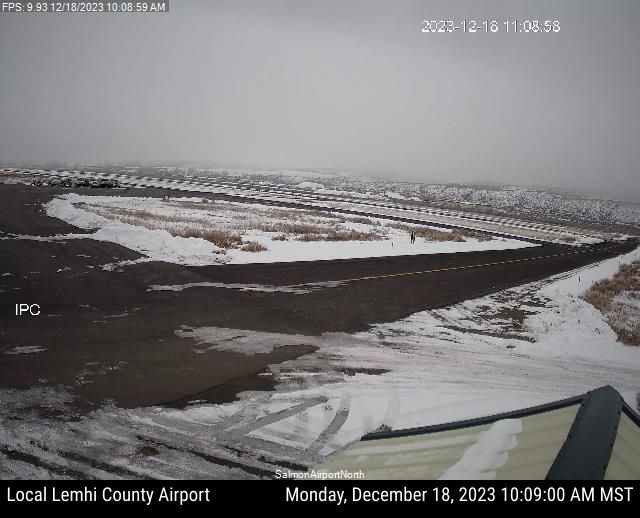 FPS: 9.93 12/18/2023 10:08:59 AM
2023-12-18 11:08:58
IPC
SalmonAirportNorth
Local Lemhi County Airport
Monday, December 18, 2023 10:09:00 AM MST